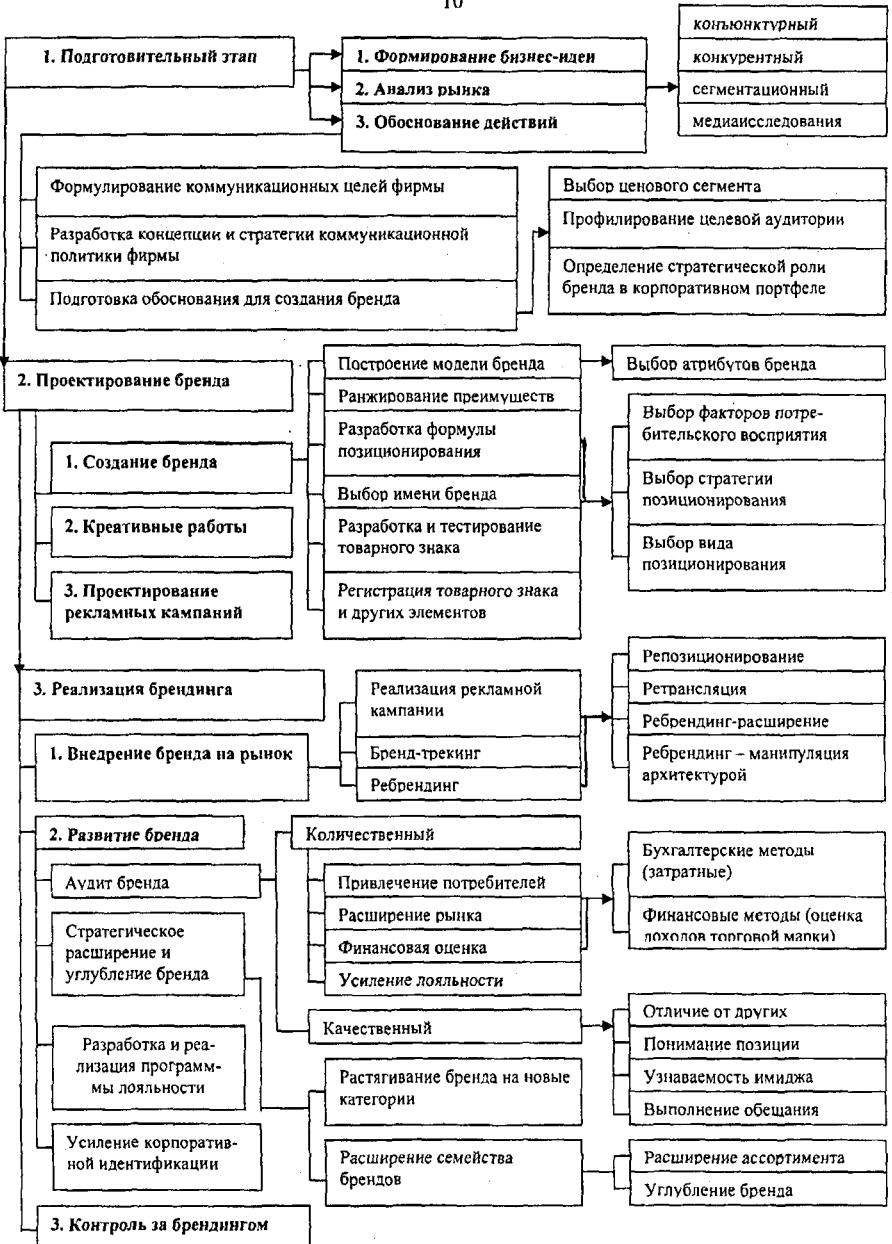 10
1. Подготовительный этап
1. Формирование бизнес-идеи
2. Анализ рынка
3. Обоснование действий
конъюнктурный
конкурентный
сегментационный
медиаисследования
Формулирование коммуникационных целей фирмы
Разработка концепции и стратегии коммуникационной
политики фирмы
Подготовка обоснования для создания бренда
Выбор ценового сегмента
Профилирование целевой аудитории
Определение стратегической роли
бренда в корпоративном портфеле
2. Проектирование бренда
1. Создание бренда
2. Креативные работы
3. Проектирование
рекламных кампаний
Построение модели бренда
Ранжирование преимуществ
Разработка формулы
позиционирования
Выбор имени бренда
Разработка и тестирование
товарного знака
Регистрация товарного знака
и других элементов
Выбор атрибутов бренда
Выбор факторов потре-
бительского восприятия
Выбор стратегии
позиционирования
Выбор вида
позиционирования
3. Реализация брендинга
1. Внедрение бренда на рынок
Реализация рекламной
кампании
Бренд-трекинг
Ребрендинг
Репозиционирование
Ретрансляция
Ребрендинг-расширение
Ребрендинг – манипуляция
архитектурой
2. Развитие бренда
Аудит бренда
Стратегическое
расширение и
углубление бренда
Разработка и реа-
лизация програм-
мы лояльности
Усиление корпоратив-
ной идентификации
Количественный
Привлечение потребителей
Расширение рынка
Финансовая оценка
Усиление лояльности
Качественный
Бухгалтерские методы
(затратные)
Финансовые методы (оценка
доходов торговой марки)
Отличие от других
Понимание позиции
Узнаваемость имиджа
Выполнение обещания
Растягивание бренда на новые
категории
Расширение семейства
брендов
Расширение ассортимента
Углубление бренда
3. Контроль за брендингом